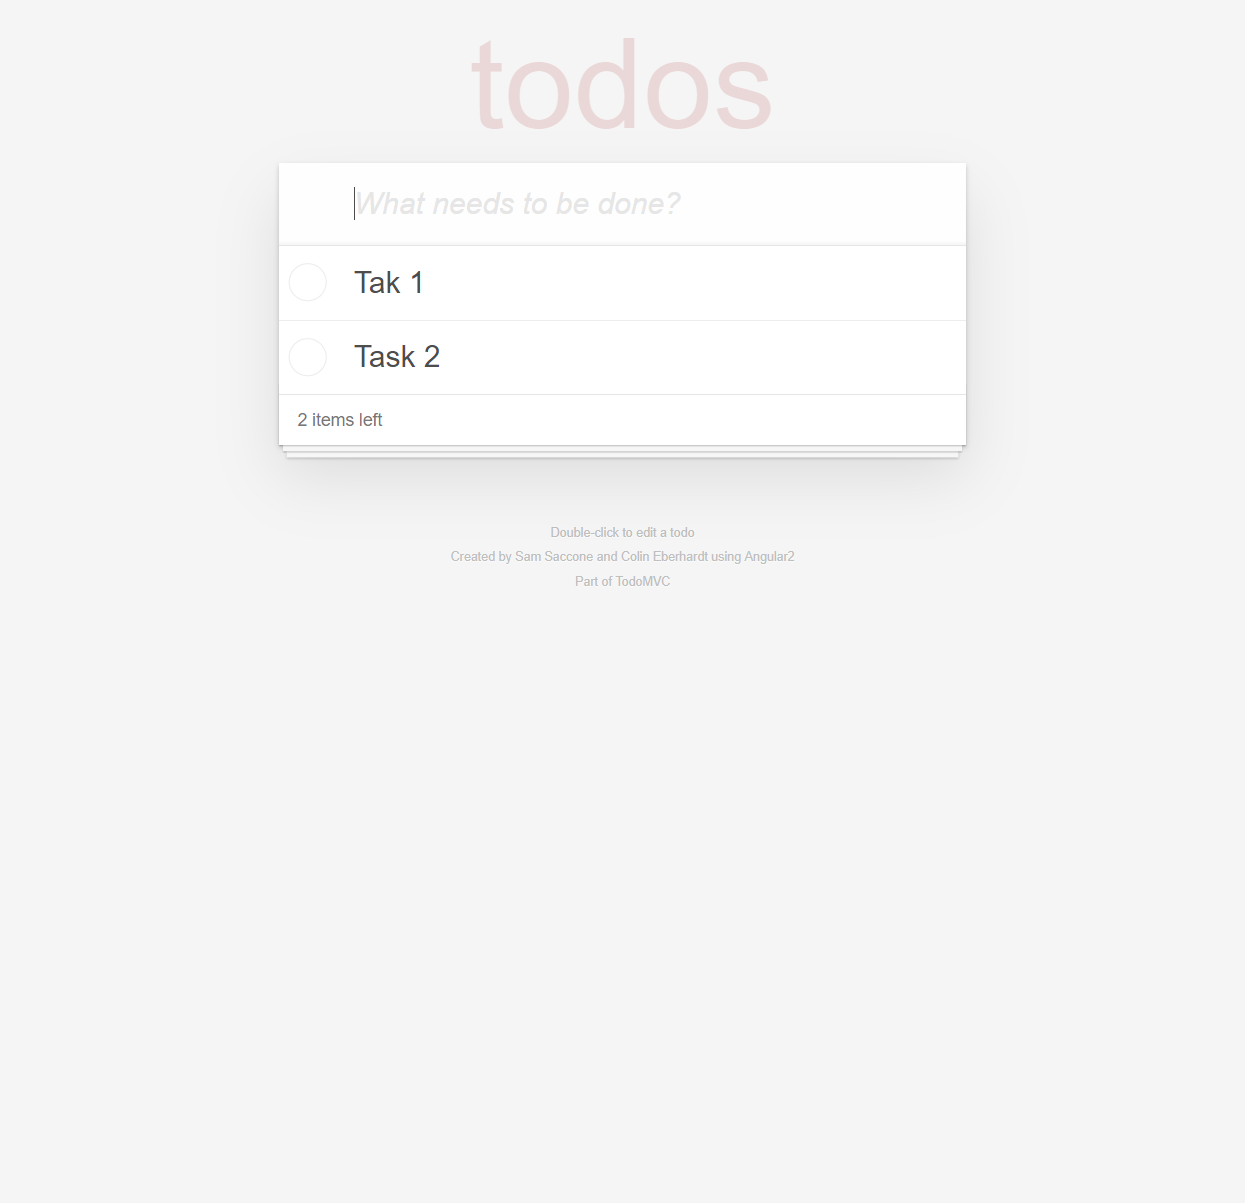 todos
What needs to be done?
Tak 1
Task 2
2 items left
Double-click to edit a todo
Created by Sam Saccone and Colin Eberhardt using Angular2
Part of TodoMVC